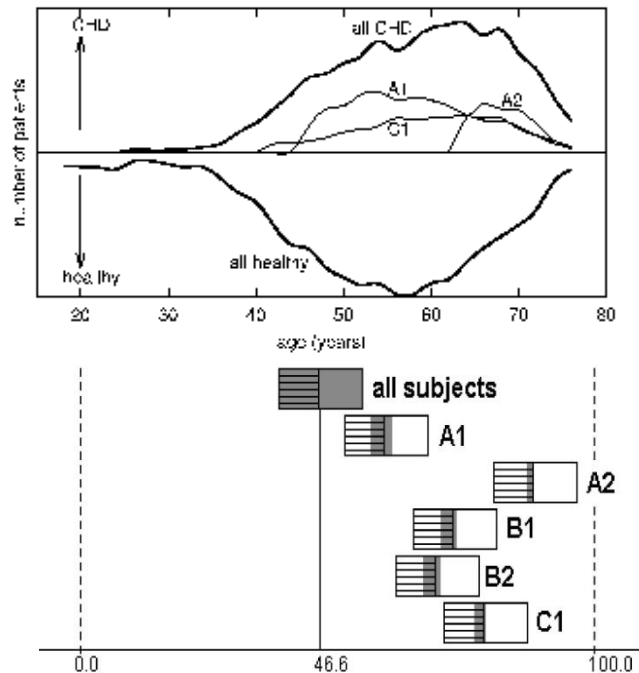 CHD
all CHD
A1
A2
C1
number of patients
all healthy
healthy
20 30 40 50 60 70 80
age (years)
all subjects
A1
A2
B1
B2
C1
0.0 46.6 100.0